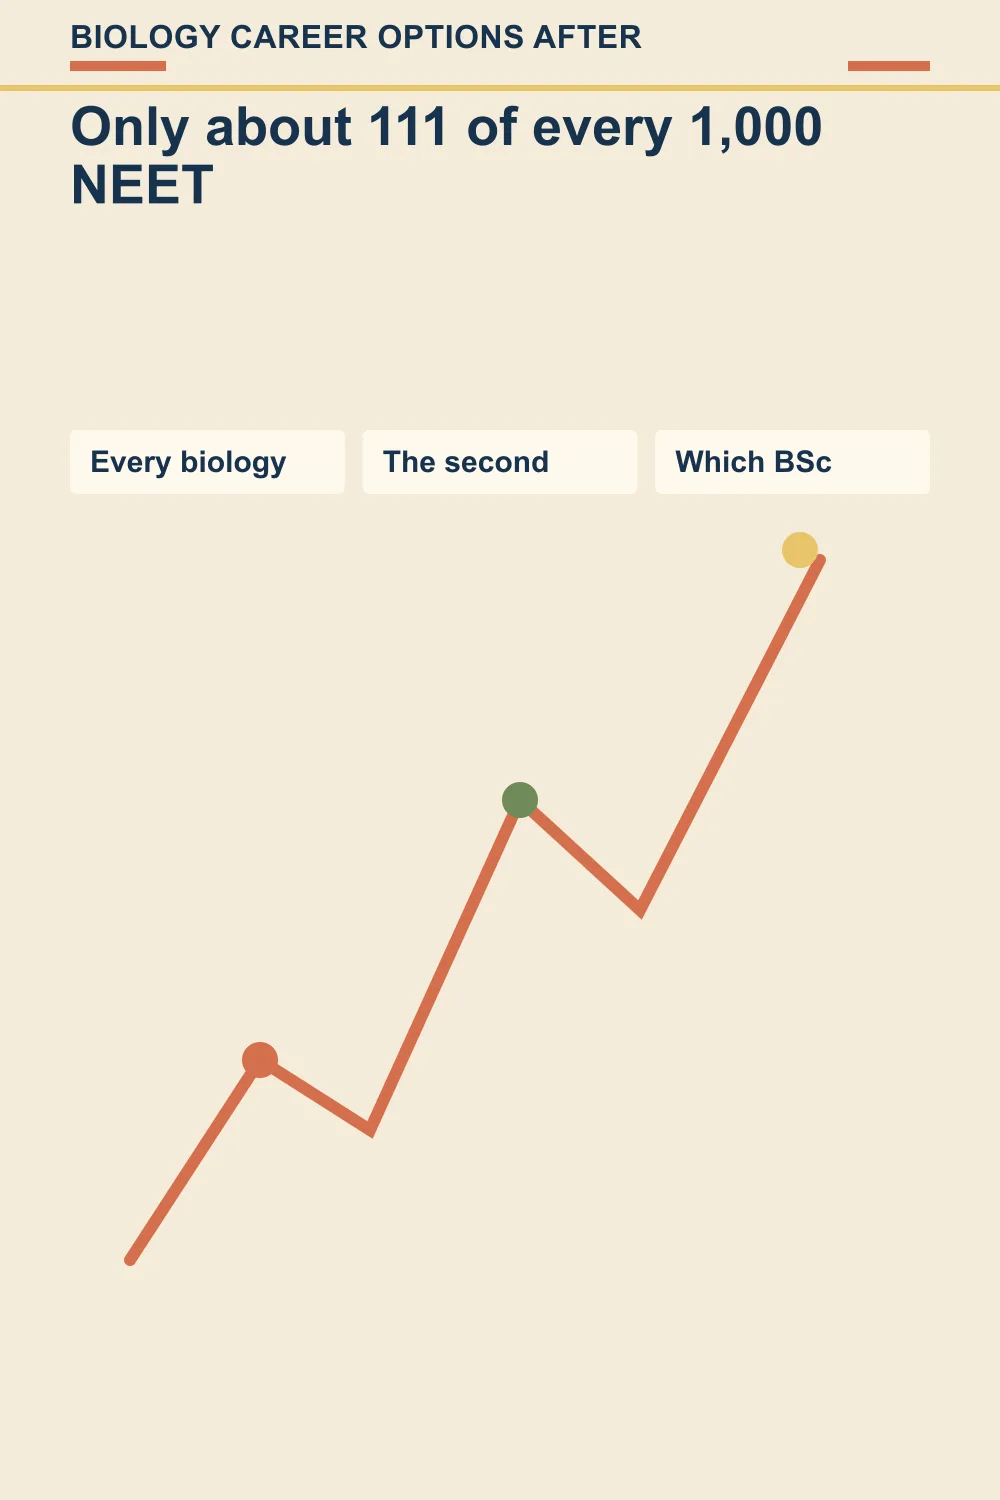 BIOLOGY CAREER OPTIONS AFTER
Only about 111 of every 1,000
NEET
Every biology
The second
Which BSc